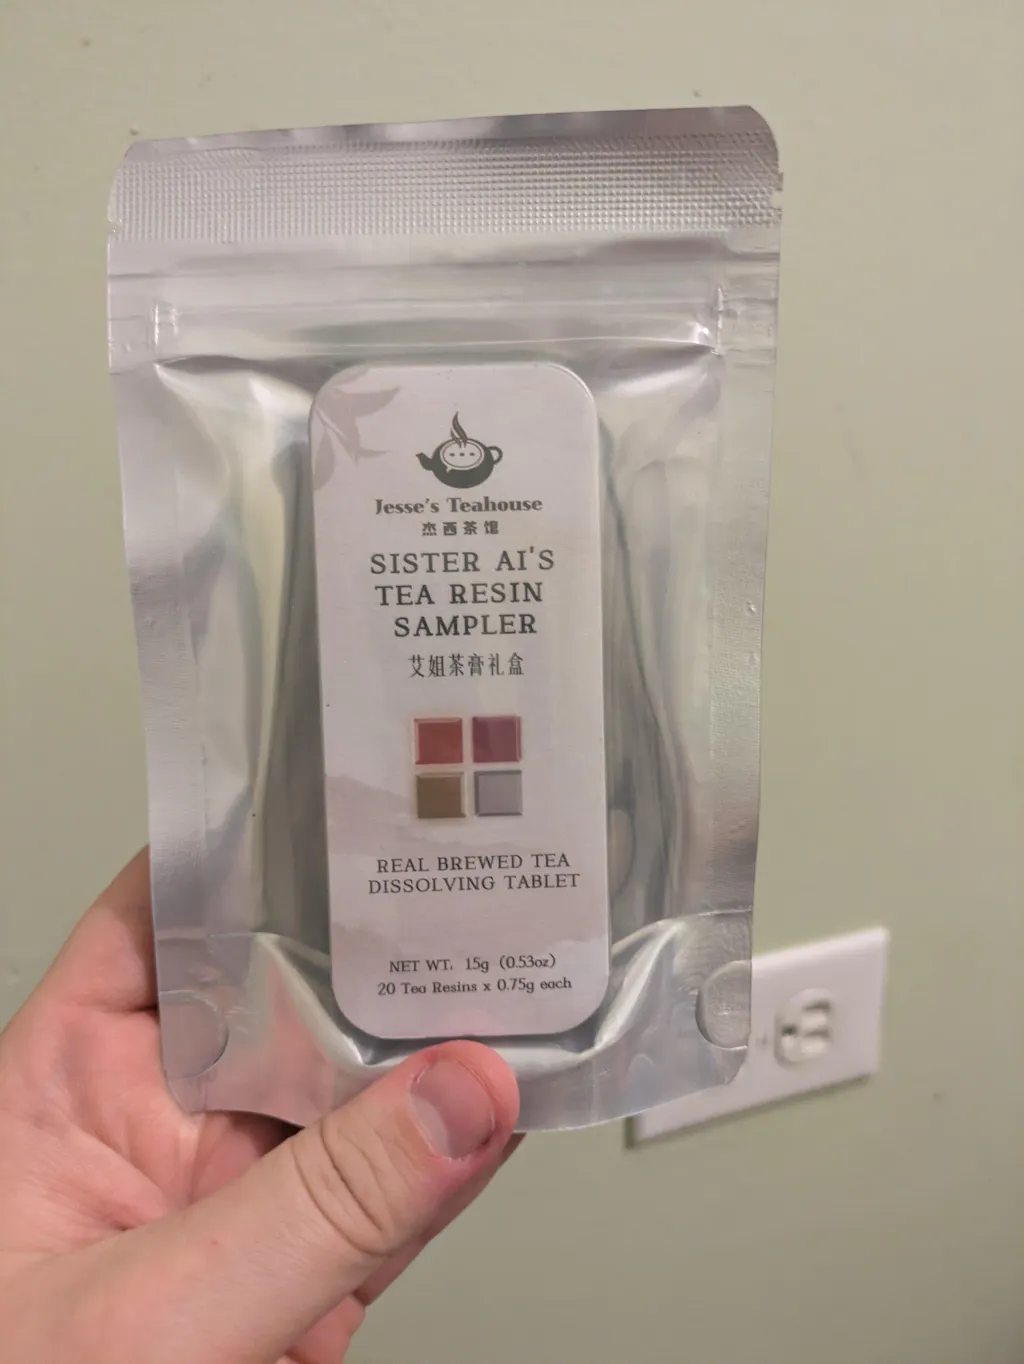 Jesse's Teahouse
杰西茶馆
SISTER AI'S
TEA RESIN
SAMPLER
艾姐茶膏礼盒
REAL BREWED TEA
DISSOLVING TABLET
NET WT. 15g (0.53oz)
20 Tea Resins x 0.75g each